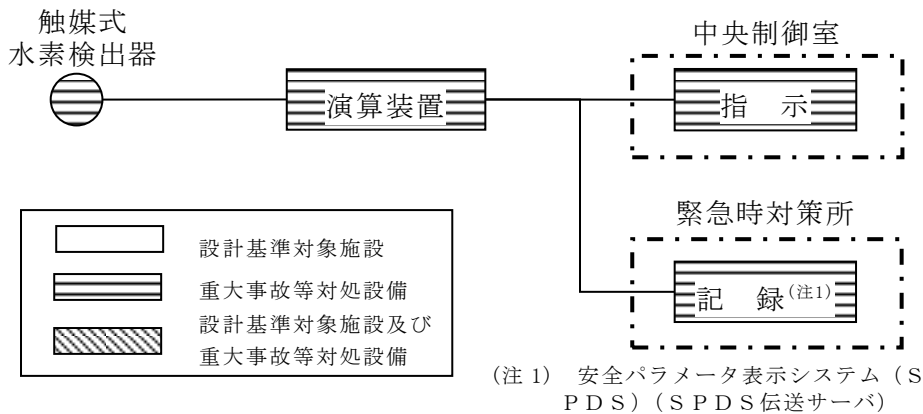 触媒式
水素検出器
中央制御室
演算装置
指　示
緊急時対策所
記　録(注1)
設計基準対象施設
重大事故等対処設備
設計基準対象施設及び
重大事故等対処設備
(注１)　安全パラメータ表示システム（Ｓ
ＰＤＳ）（ＳＰＤＳ伝送サーバ）